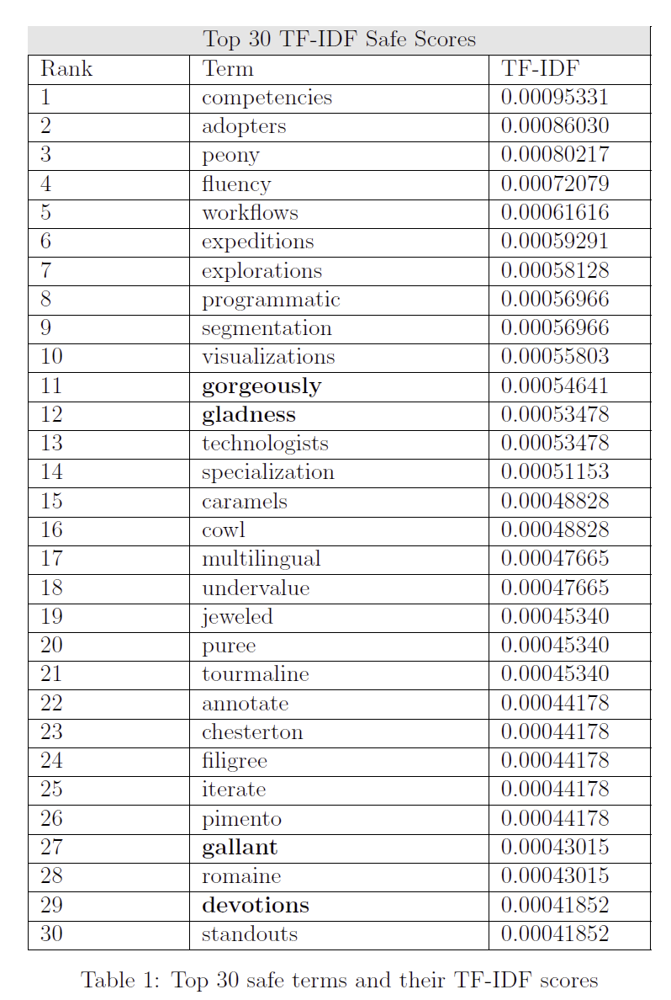 Top 30 TF-IDF Safe Scores
Rank Term TF-IDF
1 competencies 0.00095331
2 adopters 0.00086030
3 peony 0.00080217
4 fluency 0.00072079
5 workflows 0.00061616
6 expeditions 0.00059291
7 explorations 0.00058128
8 programmatic 0.00056966
9 segmentation 0.00056966
10 visualizations 0.00055803
11 gorgeously 0.00054641
12 gladness 0.00053478
13 technologists 0.00053478
14 specialization 0.00051153
15 caramels 0.00048828
16 cowl 0.00048828
17 multilingual 0.00047665
18 undervalue 0.00047665
19 jeweled 0.00045340
20 puree 0.00045340
21 tourmaline 0.00045340
22 annotate 0.00044178
23 chesterton 0.00044178
24 filigree 0.00044178
25 iterate 0.00044178
26 pimento 0.00044178
27 gallant 0.00043015
28 romaine 0.00043015
29 devotions 0.00041852
30 standouts 0.00041852
Table 1: Top 30 safe terms and their TF-IDF scores